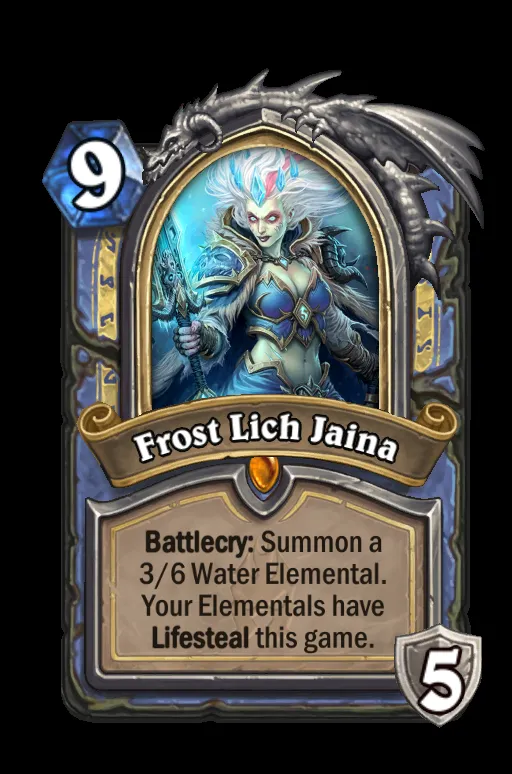 9
Frost Lich Jaina
Battlecry: Summon a
3/6 Water Elemental.
Your Elementals have
Lifesteal this game.
5